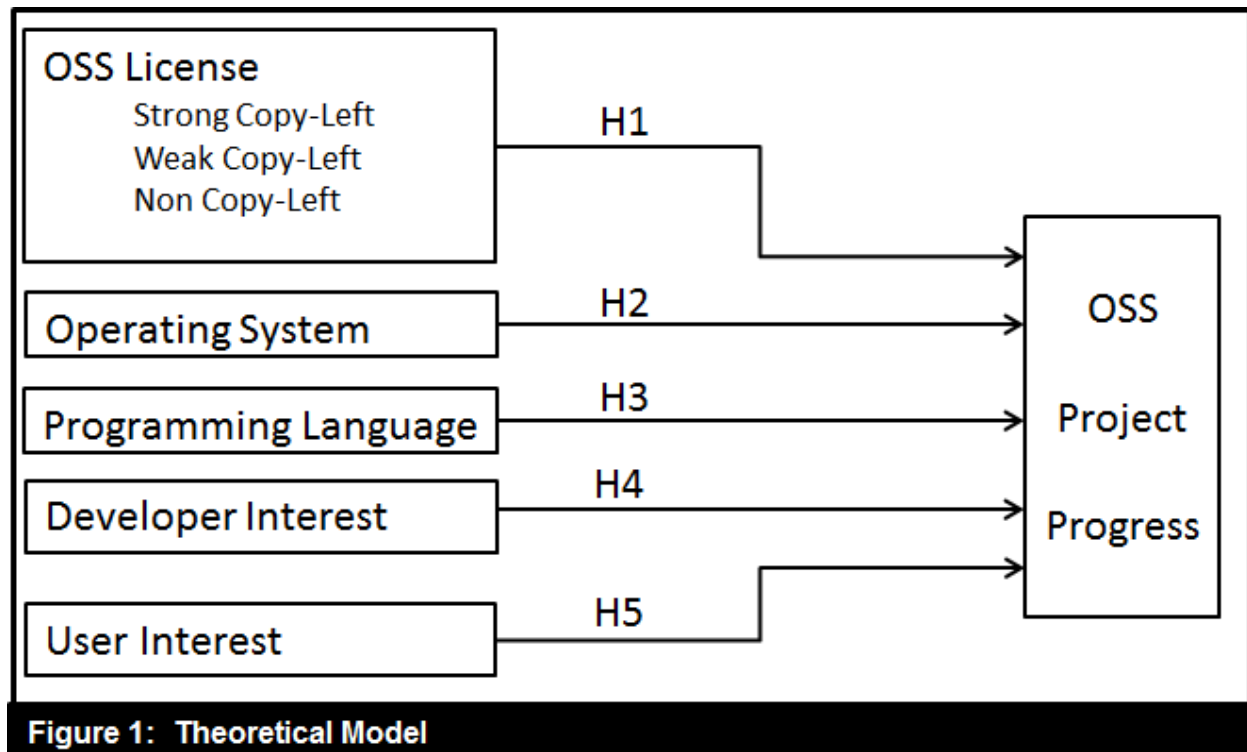 OSS License
Strong Copy-Left
Weak Copy-Left
Non Copy-Left
H1
Operating System
H2
Programming Language
H3
Developer Interest
H4
User Interest
H5
OSS
Project
Progress
Figure 1: Theoretical Model